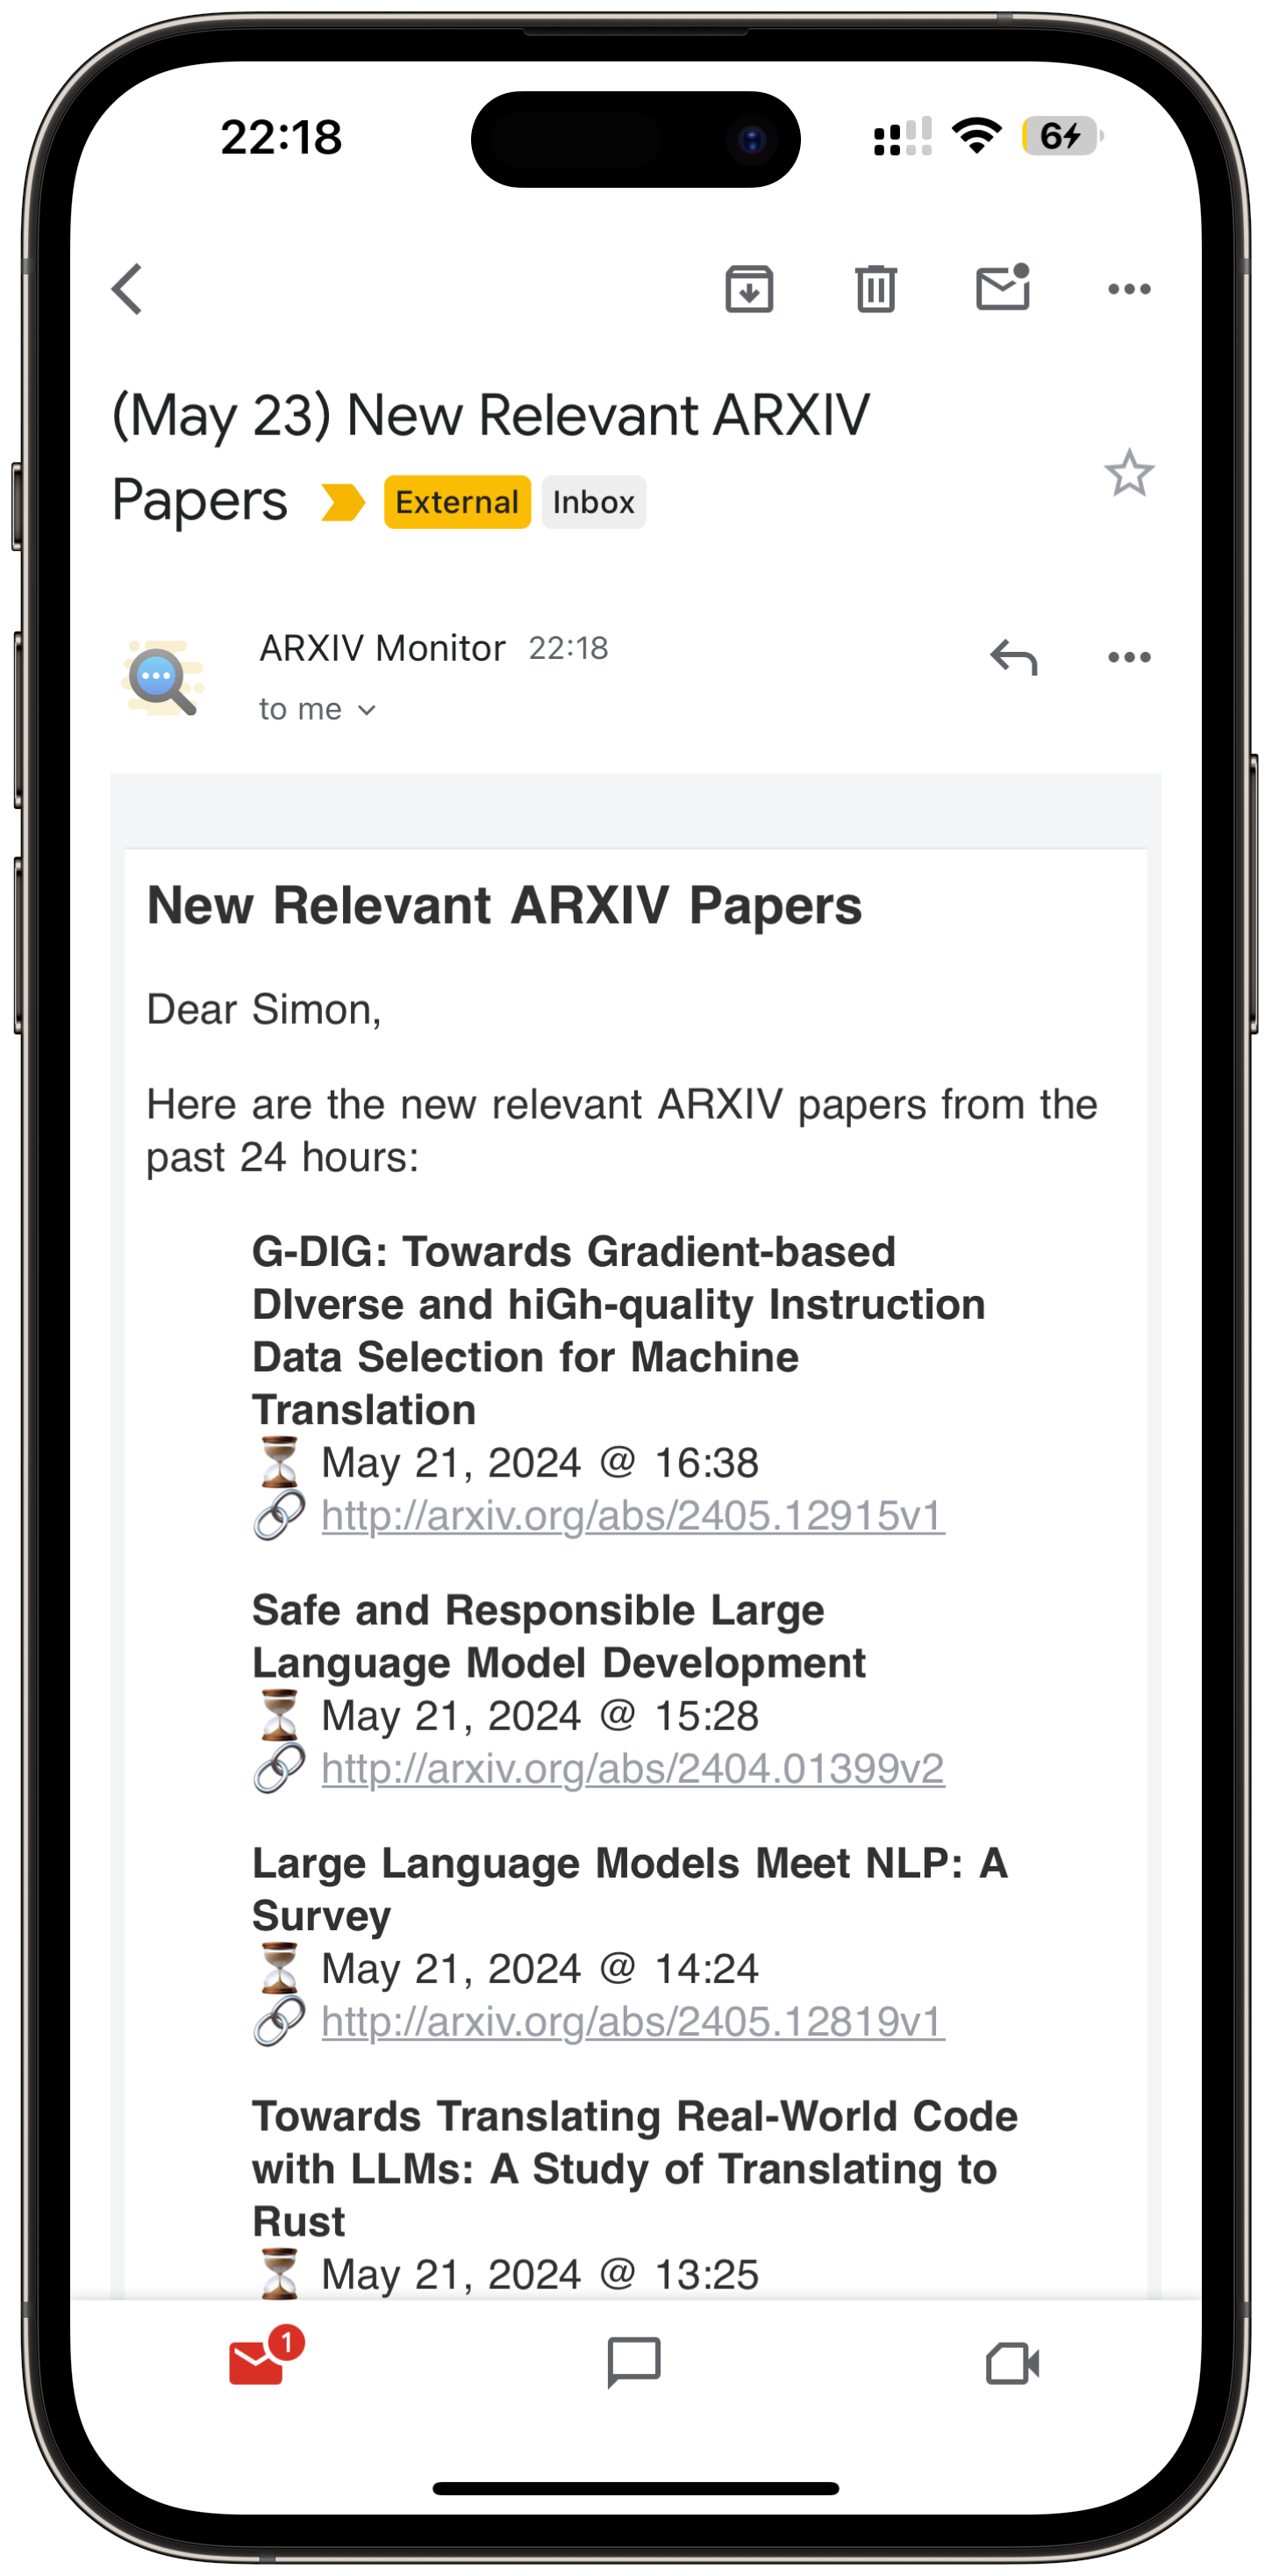 22:18
6
(May 23) New Relevant ARXIV
Papers External Inbox
ARXIV Monitor 22:18
to me
New Relevant ARXIV Papers
Dear Simon,
Here are the new relevant ARXIV papers from the
past 24 hours:
G-DIG: Towards Gradient-based
DIverse and hiGh-quality Instruction
Data Selection for Machine
Translation
⏳ May 21, 2024 @ 16:38
🔗 http://arxiv.org/abs/2405.12915v1
Safe and Responsible Large
Language Model Development
⏳ May 21, 2024 @ 15:28
🔗 http://arxiv.org/abs/2404.01399v2
Large Language Models Meet NLP: A
Survey
⏳ May 21, 2024 @ 14:24
🔗 http://arxiv.org/abs/2405.12819v1
Towards Translating Real-World Code
with LLMs: A Study of Translating to
Rust
⏳ May 21, 2024 @ 13:25
1